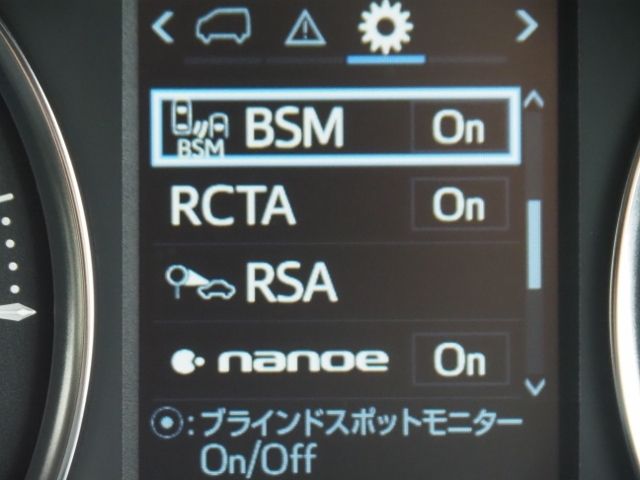 BSM BSM On
RCTA On
RSA
nanoe On
:ブラインドスポットモニター
On/Off